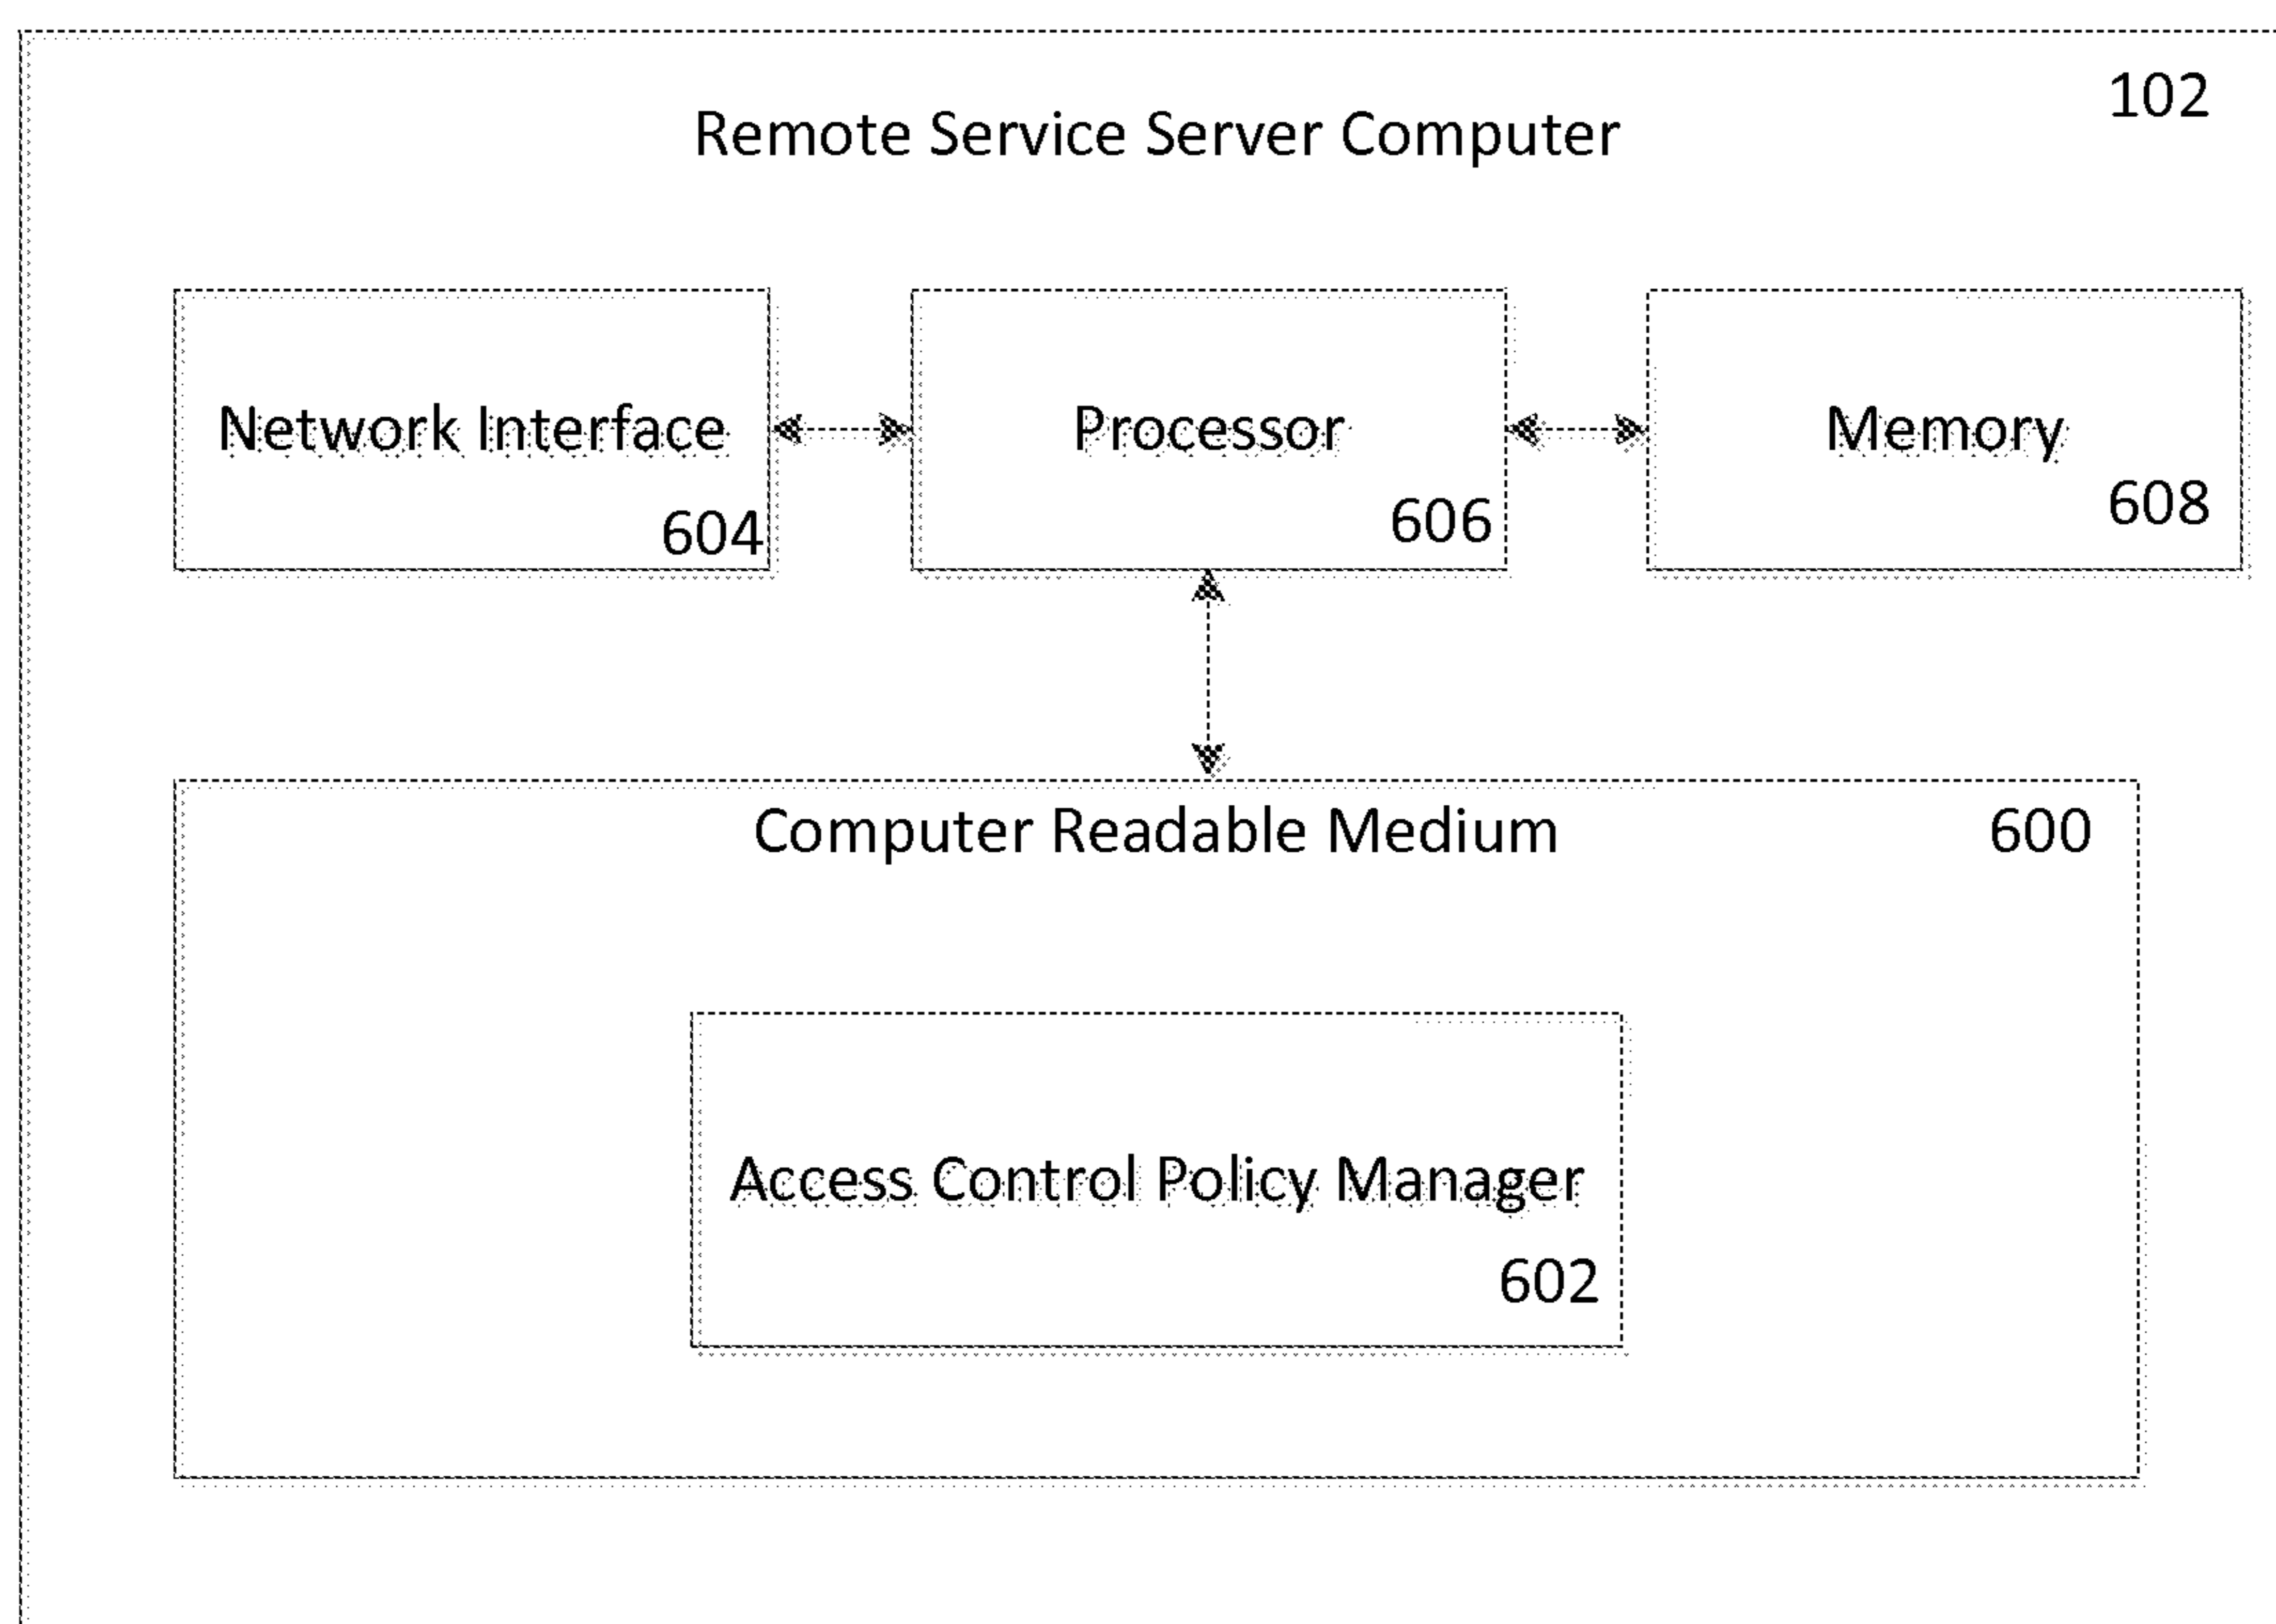 102
Remote Service Server Computer
Network Interface
604
Processor
606
Memory
608
Computer Readable Medium
600
Access Control Policy Manager
602